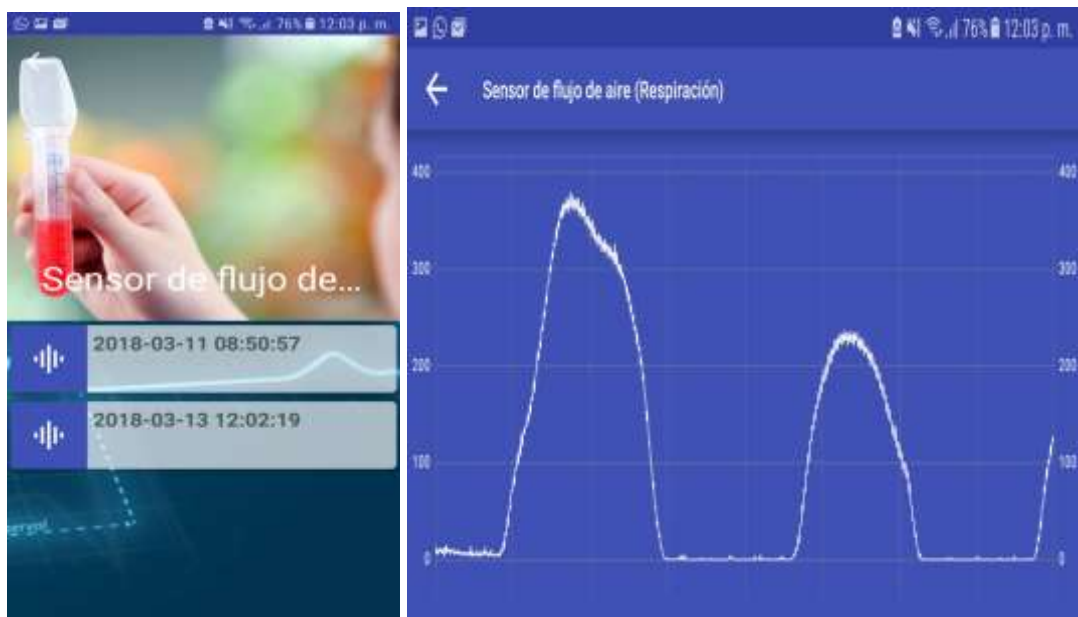 76% 12:03 p. m.
Sensor de flujo de...
2018-03-11 08:50:57
2018-03-13 12:02:19
76% 12:03 p. m.
Sensor de flujo de aire (Respiración)
400 400
300 300
200 200
100 100
0 0